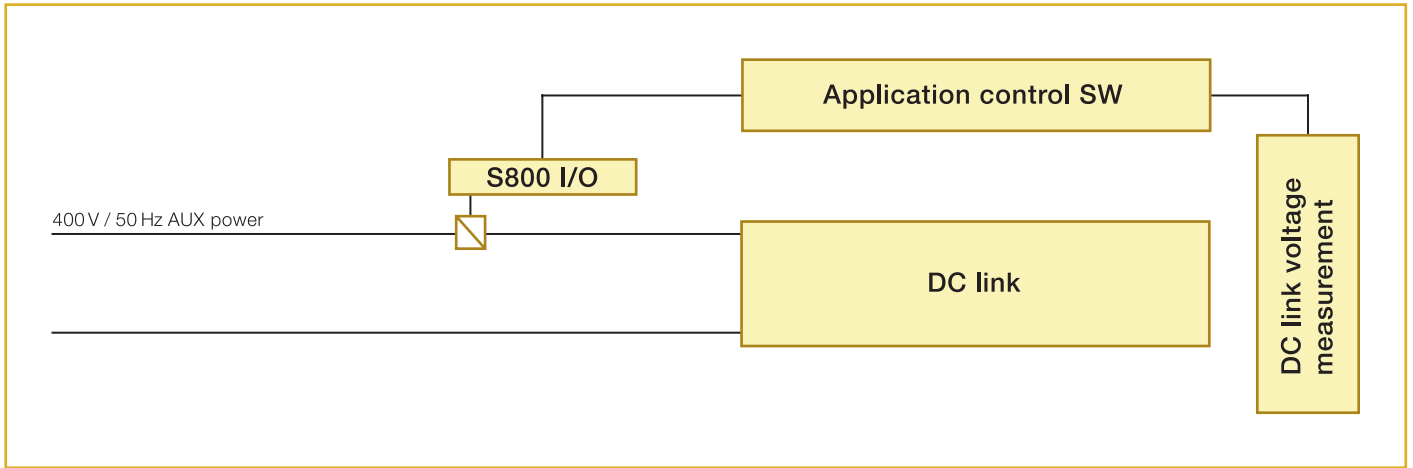 Application control SW
S800 I/O
400 V / 50 Hz AUX power
DC link
DC link voltage
measurement